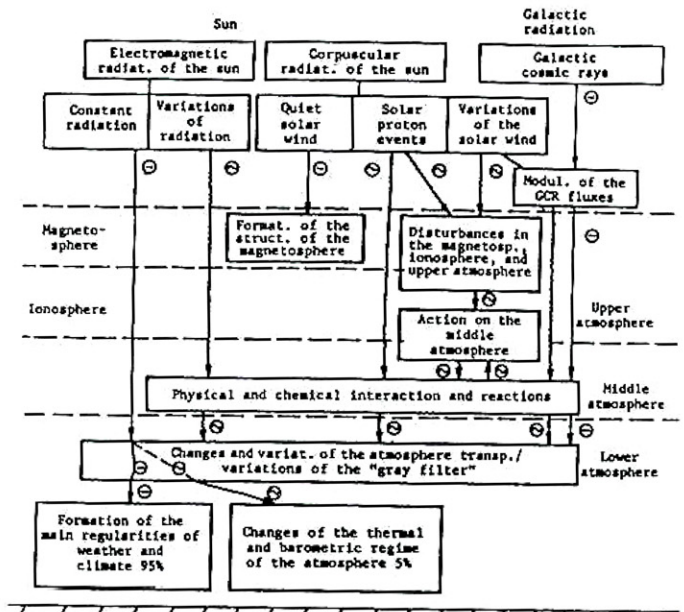 Sun
Galactic
radiation
Electromagnetic
radiat. of the sun
Corpuscular
radiat. of the sun
Galactic
cosmic rays
Constant
radiation
Variations
of
radiation
Quiet
solar
wind
Solar
proton
events
Variations
of the
solar wind
Modul. of the
GCR fluxes
Magneto-
sphere
Format. of the
struct. of the
magnetosphere
Disturbances in
the magnetosp.,
ionosphere, and
upper atmosphere
Ionosphere
Upper
atmosphere
Action on the
middle
atmosphere
Physical and chemical interaction and reactions
Middle
atmosphere
Changes and variat. of the atmosphere transp./
variations of the "gray filter"
Lower
atmosphere
Formation of the
main regularities of
weather and
climate 95%
Changes of the thermal
and barometric regime
of the atmosphere 5%